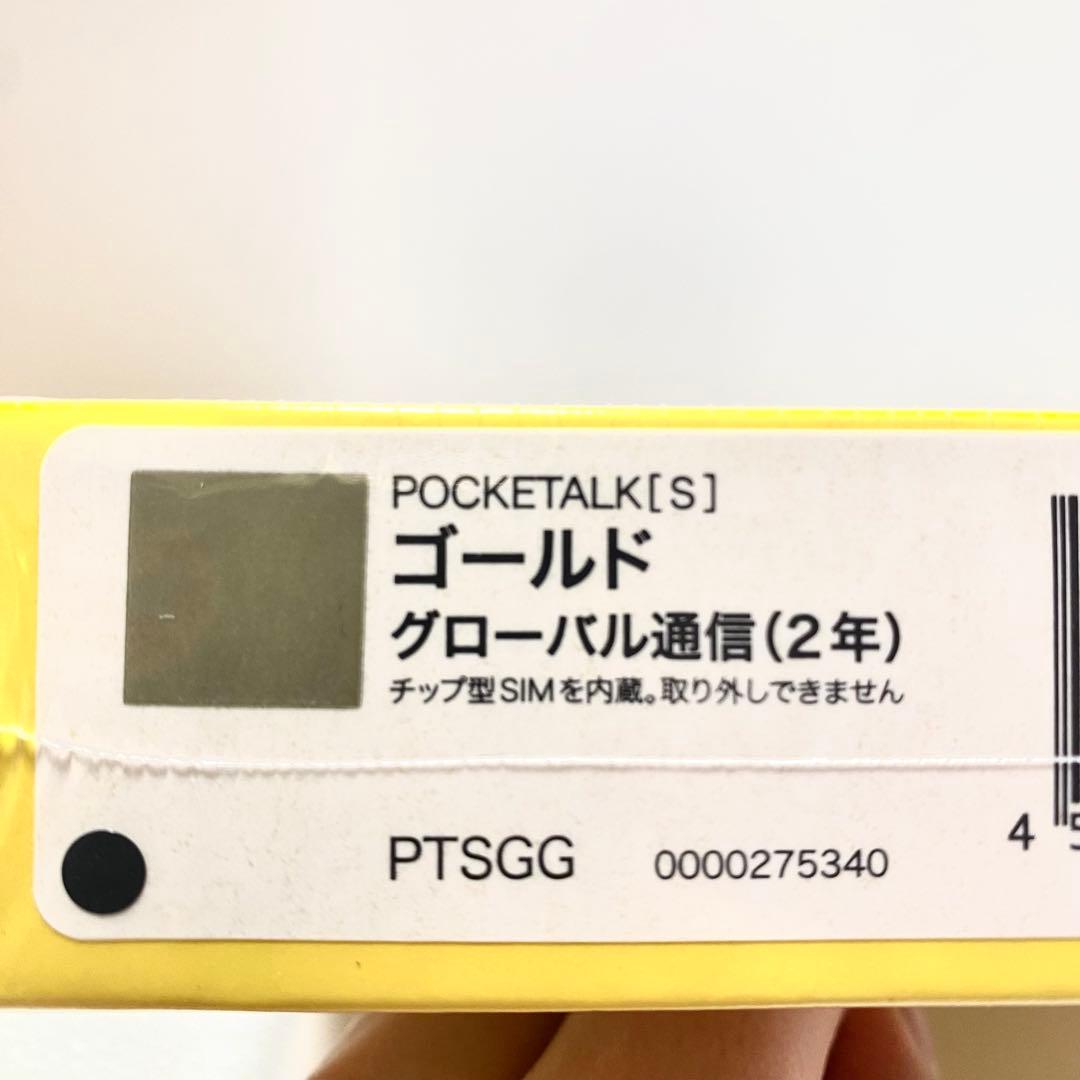 POCKETALK[S]
ゴールド
グローバル通信(2年)
チップ型SIMを内蔵。取り外しできません
PTSGG 0000275340
4